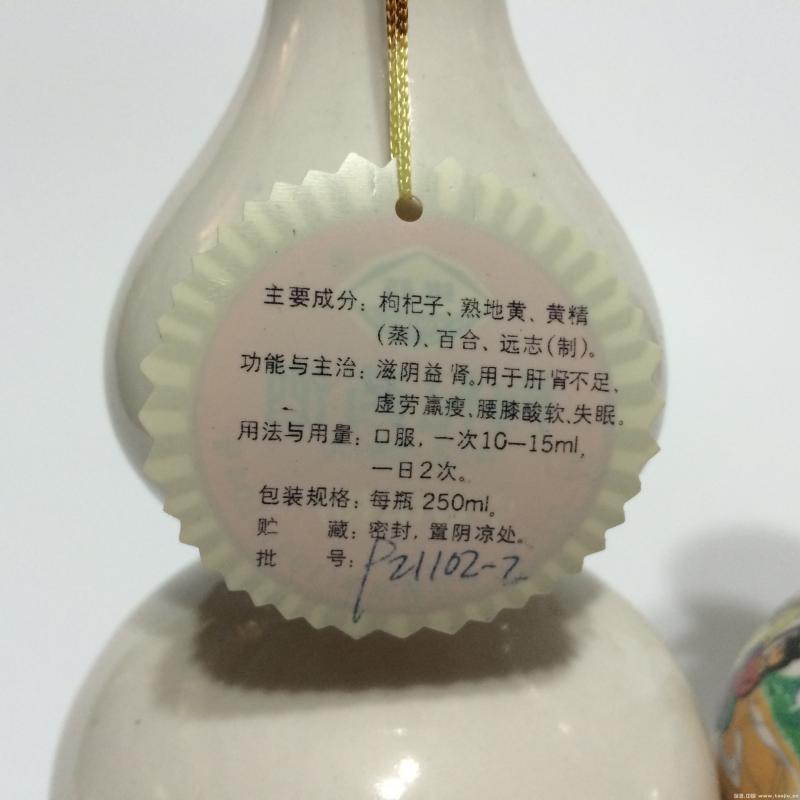 主要成分：枸杞子、熟地黄、黄精
（蒸）、百合、远志（制）。
功能与主治：滋阴益肾。用于肝肾不足、
虚劳羸瘦、腰膝酸软、失眠。
用法与用量：口服，一次10—15ml，
一日2次。
包装规格：每瓶 250ml。
贮 藏：密封，置阴凉处。
批 号：P21102-2